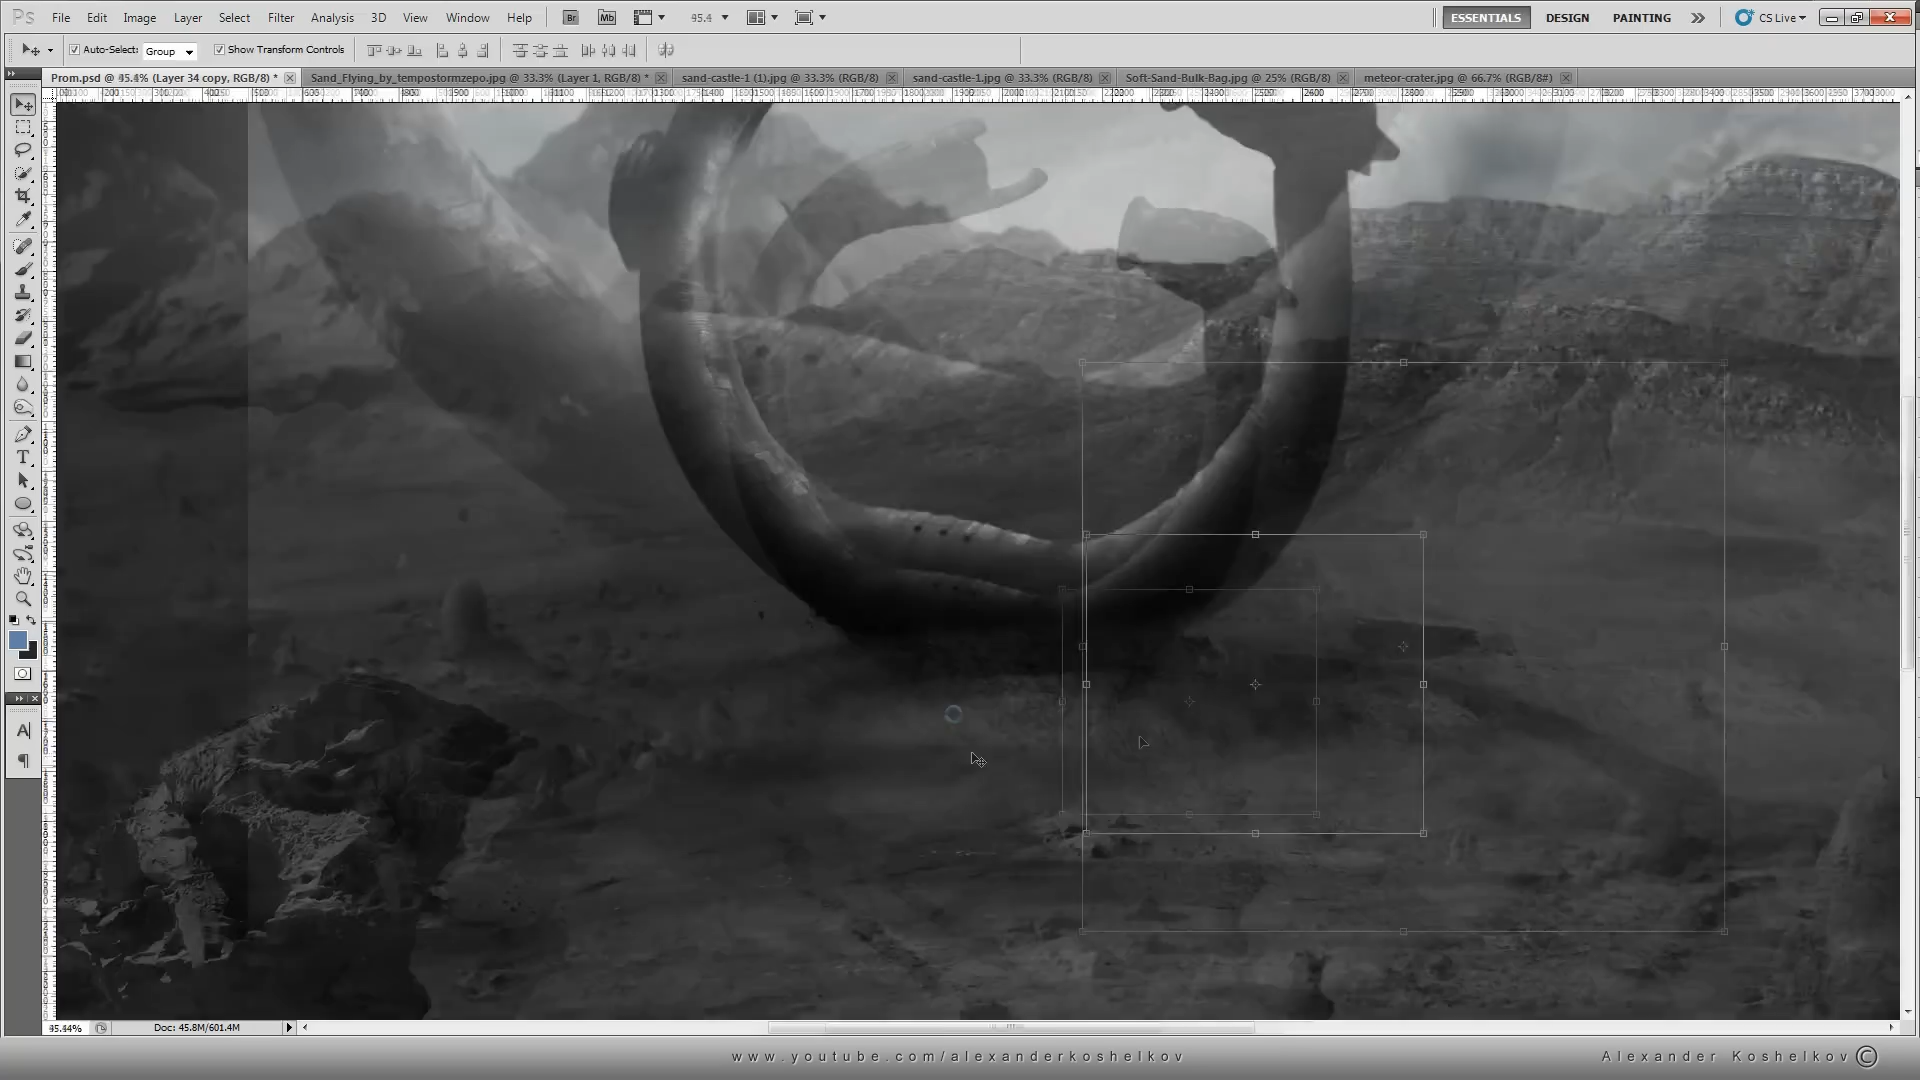 Ps File Edit Image Layer Select Filter Analysis 3D View Window Help Br Mb ESSENTIALS DESIGN PAINTING CS Live
Auto-Select: Group Show Transform Controls
Prom.psd @ 45.4% (Layer 34 copy, RGB/8) * Sand_Flying_by_tempostormzepo.jpg @ 33.3% (Layer 1, RGB/8) * sand-castle-1 (1).jpg @ 33.3% (RGB/8) sand-castle-1.jpg @ 33.3% (RGB/8) Soft-Sand-Bulk-Bag.jpg @ 25% (RGB/8) meteor-crater.jpg @ 66.7% (RGB/8#)
T
A
Doc: 45.8M/601.4M
www.youtube.com/alexanderkoshelkov Alexander Koshelkov ©